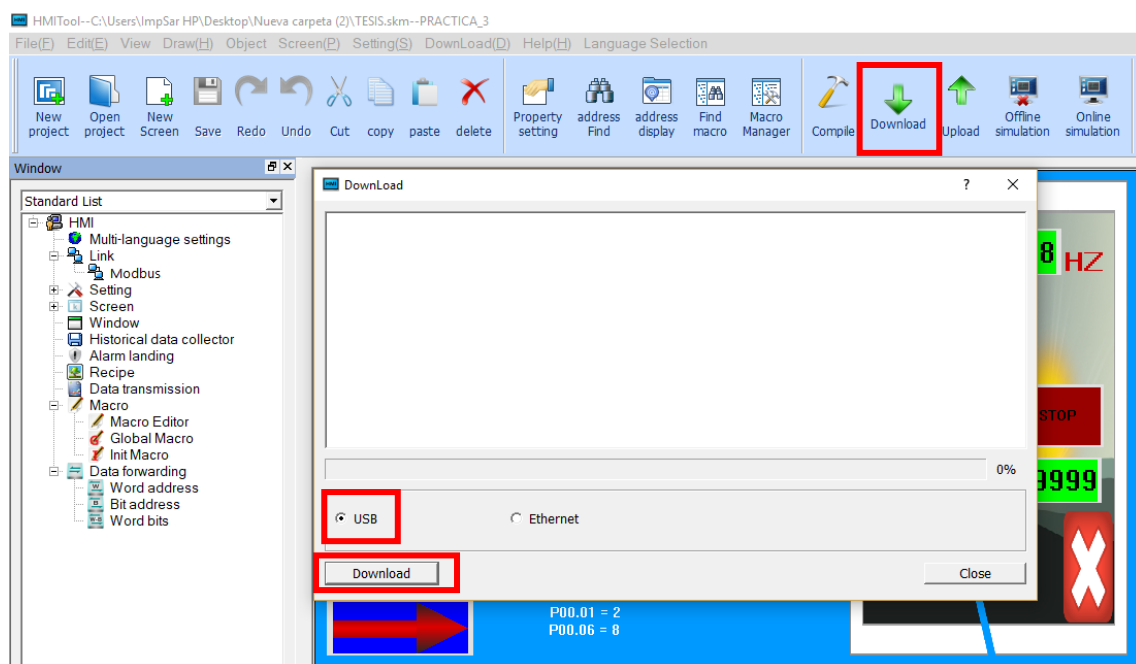 HMITool--C:\Users\ImpSar HP\Desktop\Nueva carpeta (2)\TESIS.skm--PRACTICA_3
File(F) Edit(E) View Draw(H) Object Screen(P) Setting(S) DownLoad(D) Help(H) Language Selection
New project
Open project
New Screen
Save
Redo
Undo
Cut
copy
paste
delete
Property setting
address Find
address display
Find macro
Macro Manager
Compile
Download
Upload
Offline simulation
Online simulation
Window
Standard List
HMI
Multi-language settings
Link
Modbus
Setting
Screen
Window
Historical data collector
Alarm landing
Recipe
Data transmission
Macro
Macro Editor
Global Macro
Init Macro
Data forwarding
Word address
Bit address
Word bits
HMI DownLoad ? X
0%
USB
Ethernet
Download
Close
8 HZ
STOP
9999
P00.01 = 2
P00.06 = 8